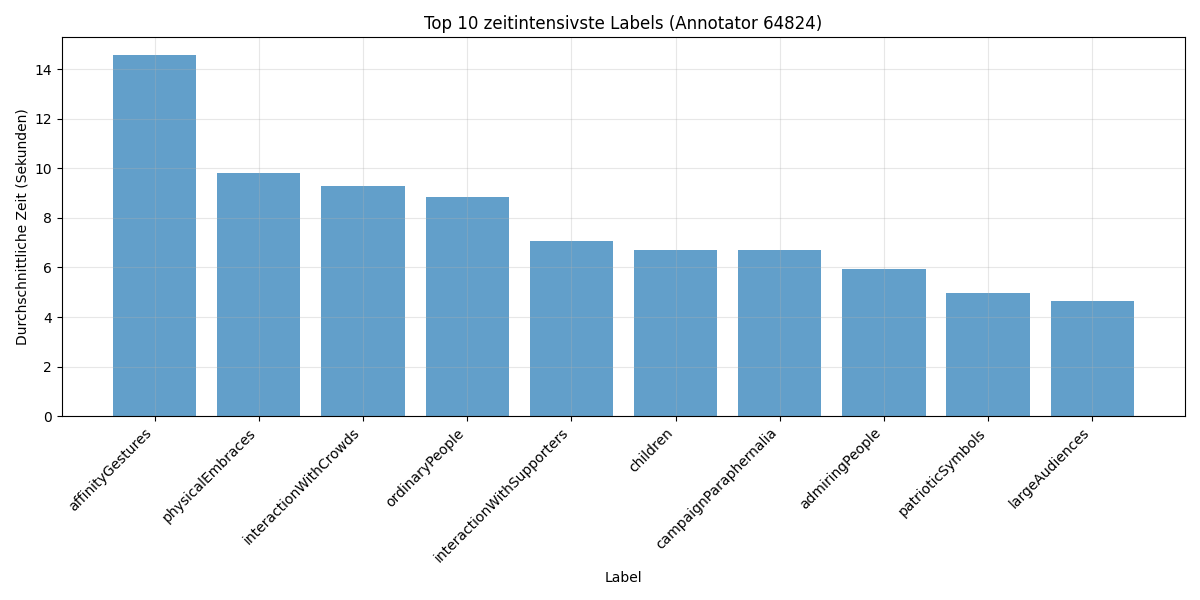 Top 10 zeitintensivste Labels (Annotator 64824)
Durchschnittliche Zeit (Sekunden)
14
12
10
8
6
4
2
0
affinityGestures
physicalEmbraces
interactionWithCrowds
ordinaryPeople
interactionWithSupporters
children
campaignParaphernalia
admiringPeople
patrioticSymbols
largeAudiences
Label